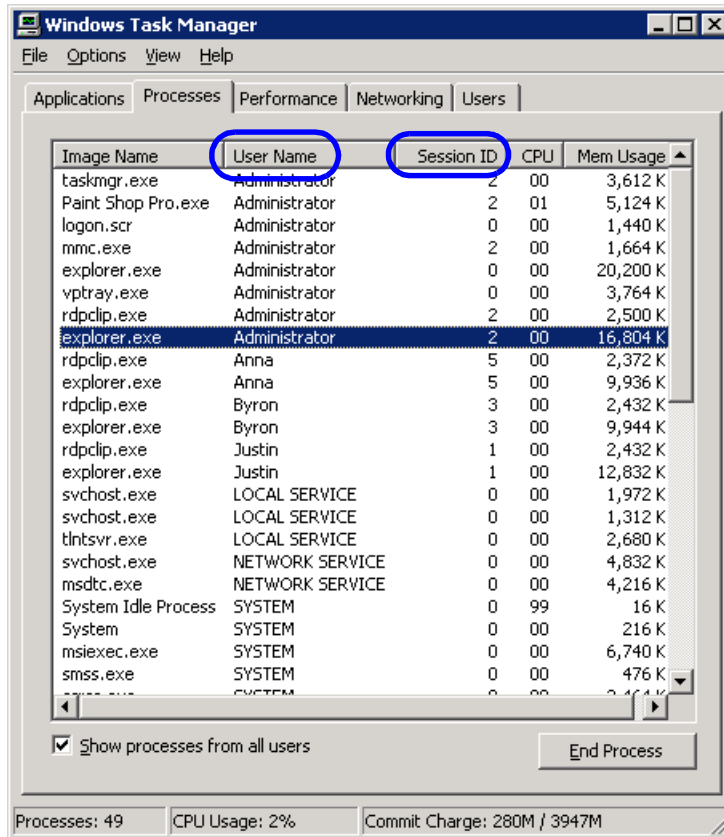 Windows Task Manager
File Options View Help
Applications Processes Performance Networking Users
Image Name User Name Session ID CPU Mem Usage
taskmgr.exe Administrator 2 00 3,612 K
Paint Shop Pro.exe Administrator 2 01 5,124 K
logon.scr Administrator 0 00 1,440 K
mmc.exe Administrator 2 00 1,664 K
explorer.exe Administrator 0 00 20,200 K
vptray.exe Administrator 0 00 3,764 K
rdpclip.exe Administrator 2 00 2,500 K
explorer.exe Administrator 2 00 16,804 K
rdpclip.exe Anna 5 00 2,372 K
explorer.exe Anna 5 00 9,936 K
rdpclip.exe Byron 3 00 2,432 K
explorer.exe Byron 3 00 9,944 K
rdpclip.exe Justin 1 00 2,432 K
explorer.exe Justin 1 00 12,832 K
svchost.exe LOCAL SERVICE 0 00 1,972 K
svchost.exe LOCAL SERVICE 0 00 1,312 K
tlntsvr.exe LOCAL SERVICE 0 00 2,680 K
svchost.exe NETWORK SERVICE 0 00 4,832 K
msdtc.exe NETWORK SERVICE 0 00 4,216 K
System Idle Process SYSTEM 0 99 16 K
System SYSTEM 0 00 216 K
msiexec.exe SYSTEM 0 00 6,740 K
smss.exe SYSTEM 0 00 476 K
SYSTEM 0 00
Show processes from all users
End Process
Processes: 49 CPU Usage: 2% Commit Charge: 280M / 3947M